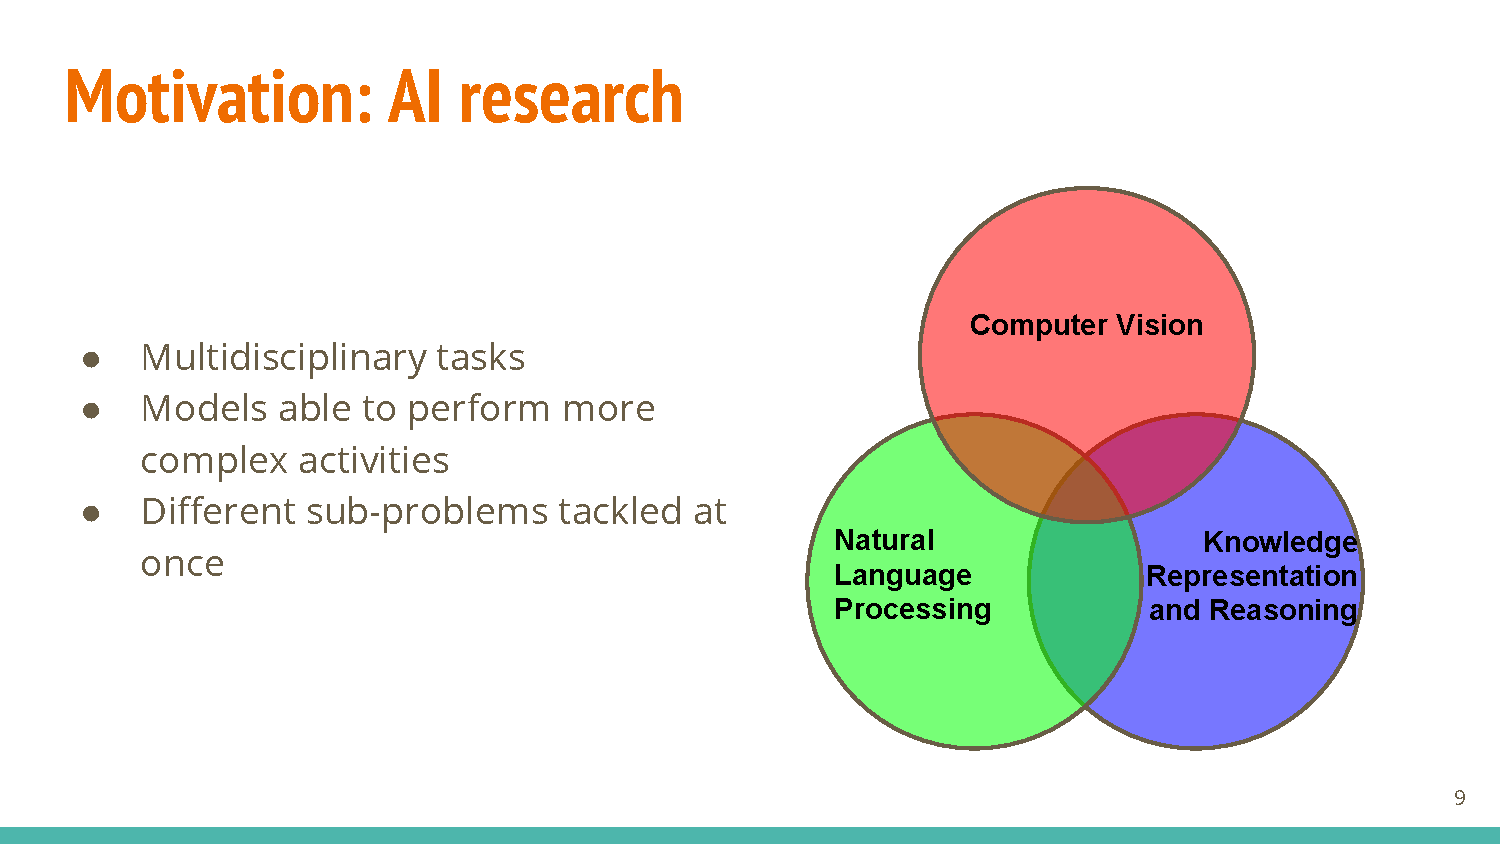 Motivation: AI research
● Multidisciplinary tasks
● Models able to perform more
complex activities
● Different sub-problems tackled at
once
Computer Vision
Natural
Language
Processing
Knowledge
Representation
and Reasoning
9